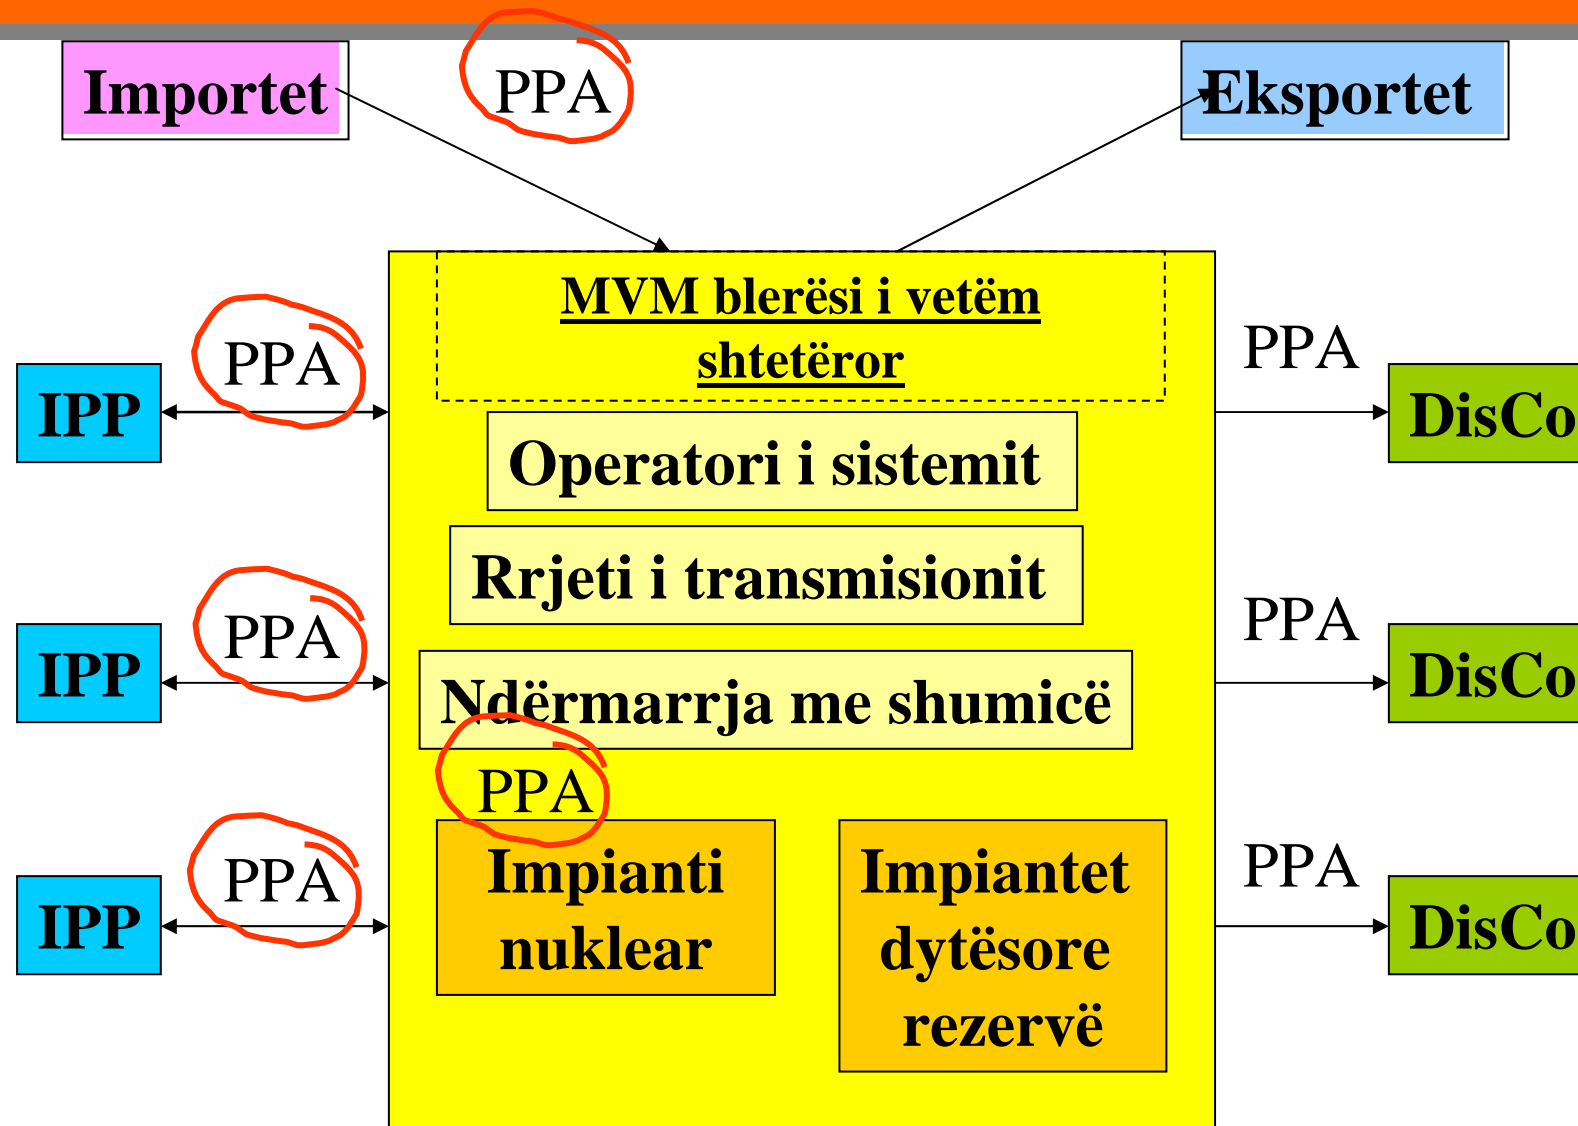 Importet
PPA
Eksportet
MVM blerësi i vetëm
shtetëror
PPA
IPP
PPA
DisCo
Operatori i sistemit
Rrjeti i transmisionit
PPA
IPP
PPA
DisCo
Ndërmarrja me shumicë
PPA
PPA
IPP
Impianti
nuklear
Impiantet
dytësore
rezervë
PPA
DisCo